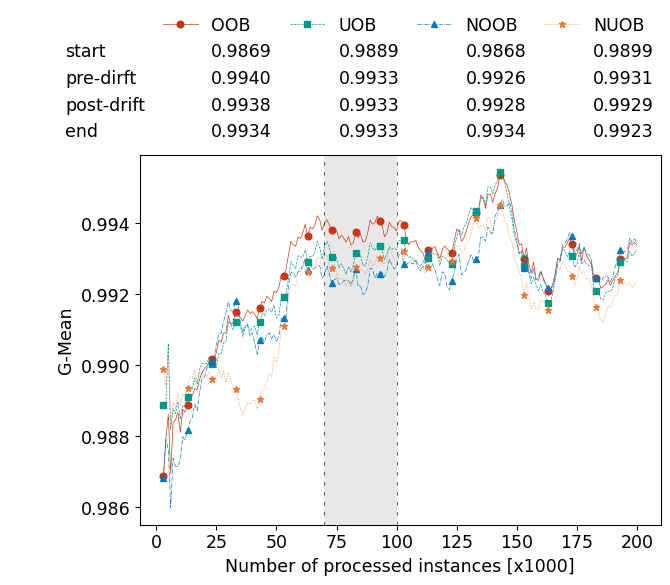 OOB UOB NOOB NUOB
start 0.9869 0.9889 0.9868 0.9899
pre-dirft 0.9940 0.9933 0.9926 0.9931
post-drift 0.9938 0.9933 0.9928 0.9929
end 0.9934 0.9933 0.9934 0.9923
0.994
0.992
0.990
0.988
0.986
G-Mean
0 25 50 75 100 125 150 175 200
Number of processed instances [x1000]